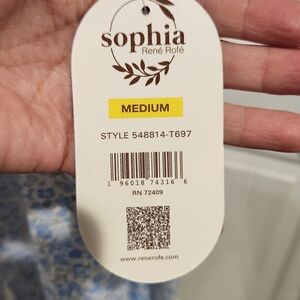 sophia
René Rofé
MEDIUM
STYLE 548814-T697
1 96018 74316 6
RN 72409
www.renerofe.com